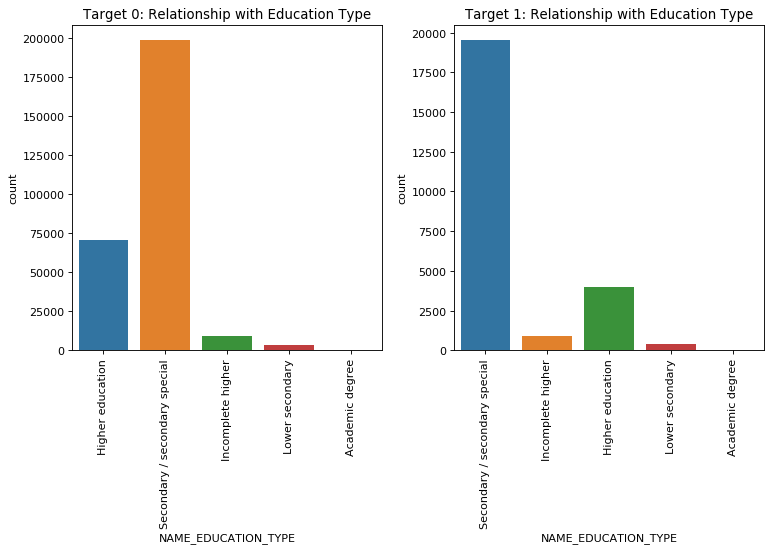 Target 0: Relationship with Education Type
200000
175000
150000
125000
100000
75000
50000
25000
0
count
Higher education
Secondary / secondary special
Incomplete higher
Lower secondary
Academic degree
NAME_EDUCATION_TYPE
Target 1: Relationship with Education Type
20000
17500
15000
12500
10000
7500
5000
2500
0
count
Secondary / secondary special
Incomplete higher
Higher education
Lower secondary
Academic degree
NAME_EDUCATION_TYPE